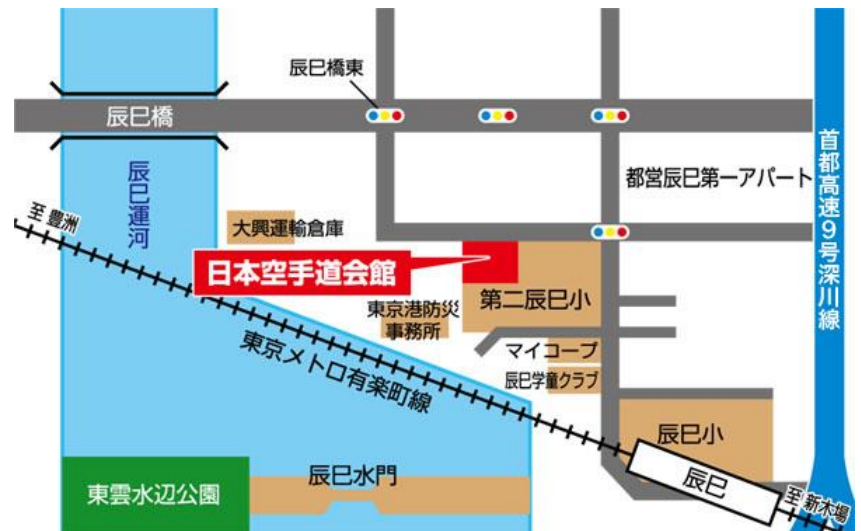 辰巳橋東
辰巳橋
首都高速9号深川線
都営辰巳第一アパート
辰巳運河
至 豊洲
大興運輸倉庫
日本空手道会館
第二辰巳小
東京港防災
事務所
マイコープ
辰巳学童クラブ
東京メトロ有楽町線
辰巳小
辰巳
至 新木場
辰巳水門
東雲水辺公園